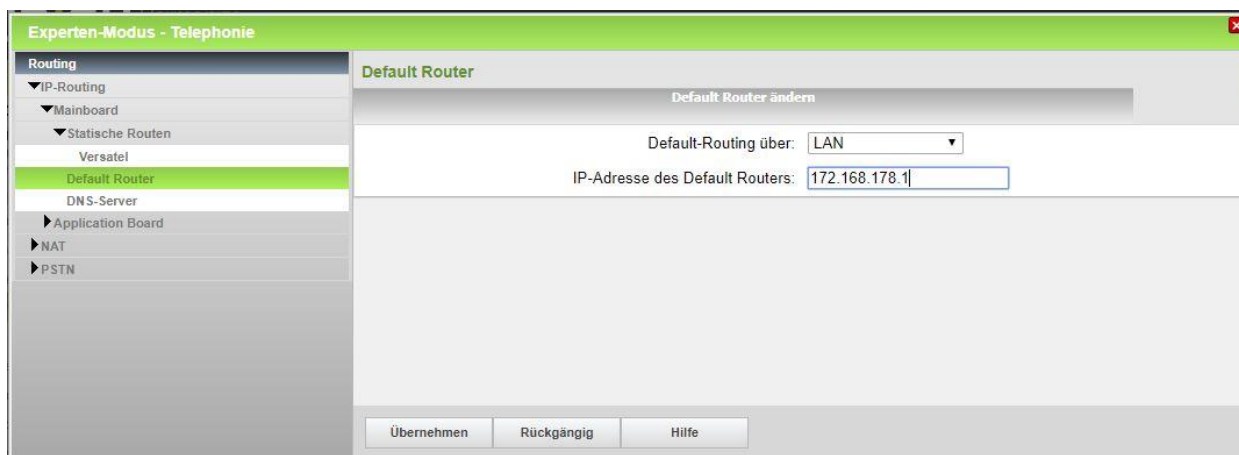 Experten-Modus - Telephonie
Routing
IP-Routing
Mainboard
Statische Routen
Versatel
Default Router
DNS-Server
Application Board
NAT
PSTN
Default Router
Default Router ändern
Default-Routing über: LAN
IP-Adresse des Default Routers: 172.168.178.1
Übernehmen Rückgängig Hilfe